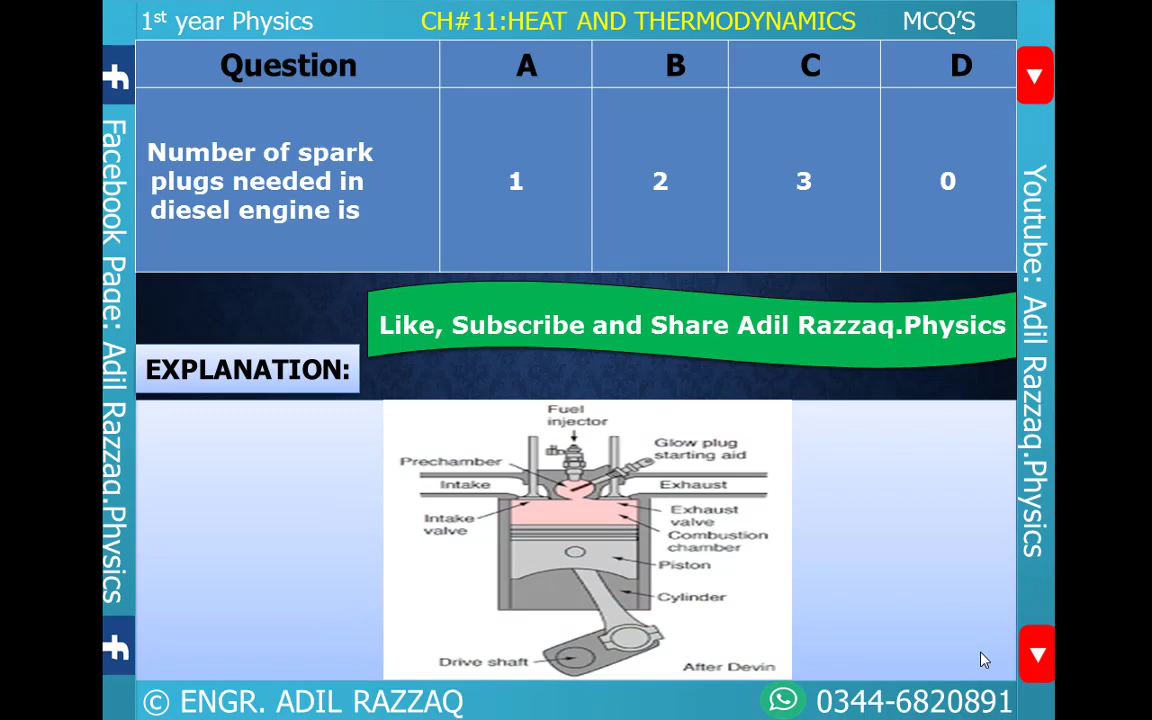 1st year Physics CH#11:HEAT AND THERMODYNAMICS MCQ'S
Question A B C D
Number of spark
plugs needed in
diesel engine is
1 2 3 0
Like, Subscribe and Share Adil Razzaq.Physics
EXPLANATION:
Fuel
injector
Glow plug
starting aid
Prechamber
Intake
Exhaust
Intake
valve
Exhaust
valve
Combustion
chamber
Piston
Cylinder
Drive shaft
After Devin
Facebook Page: Adil Razzaq.Physics
Youtube: Adil Razzaq.Physics
© ENGR. ADIL RAZZAQ 0344-6820891